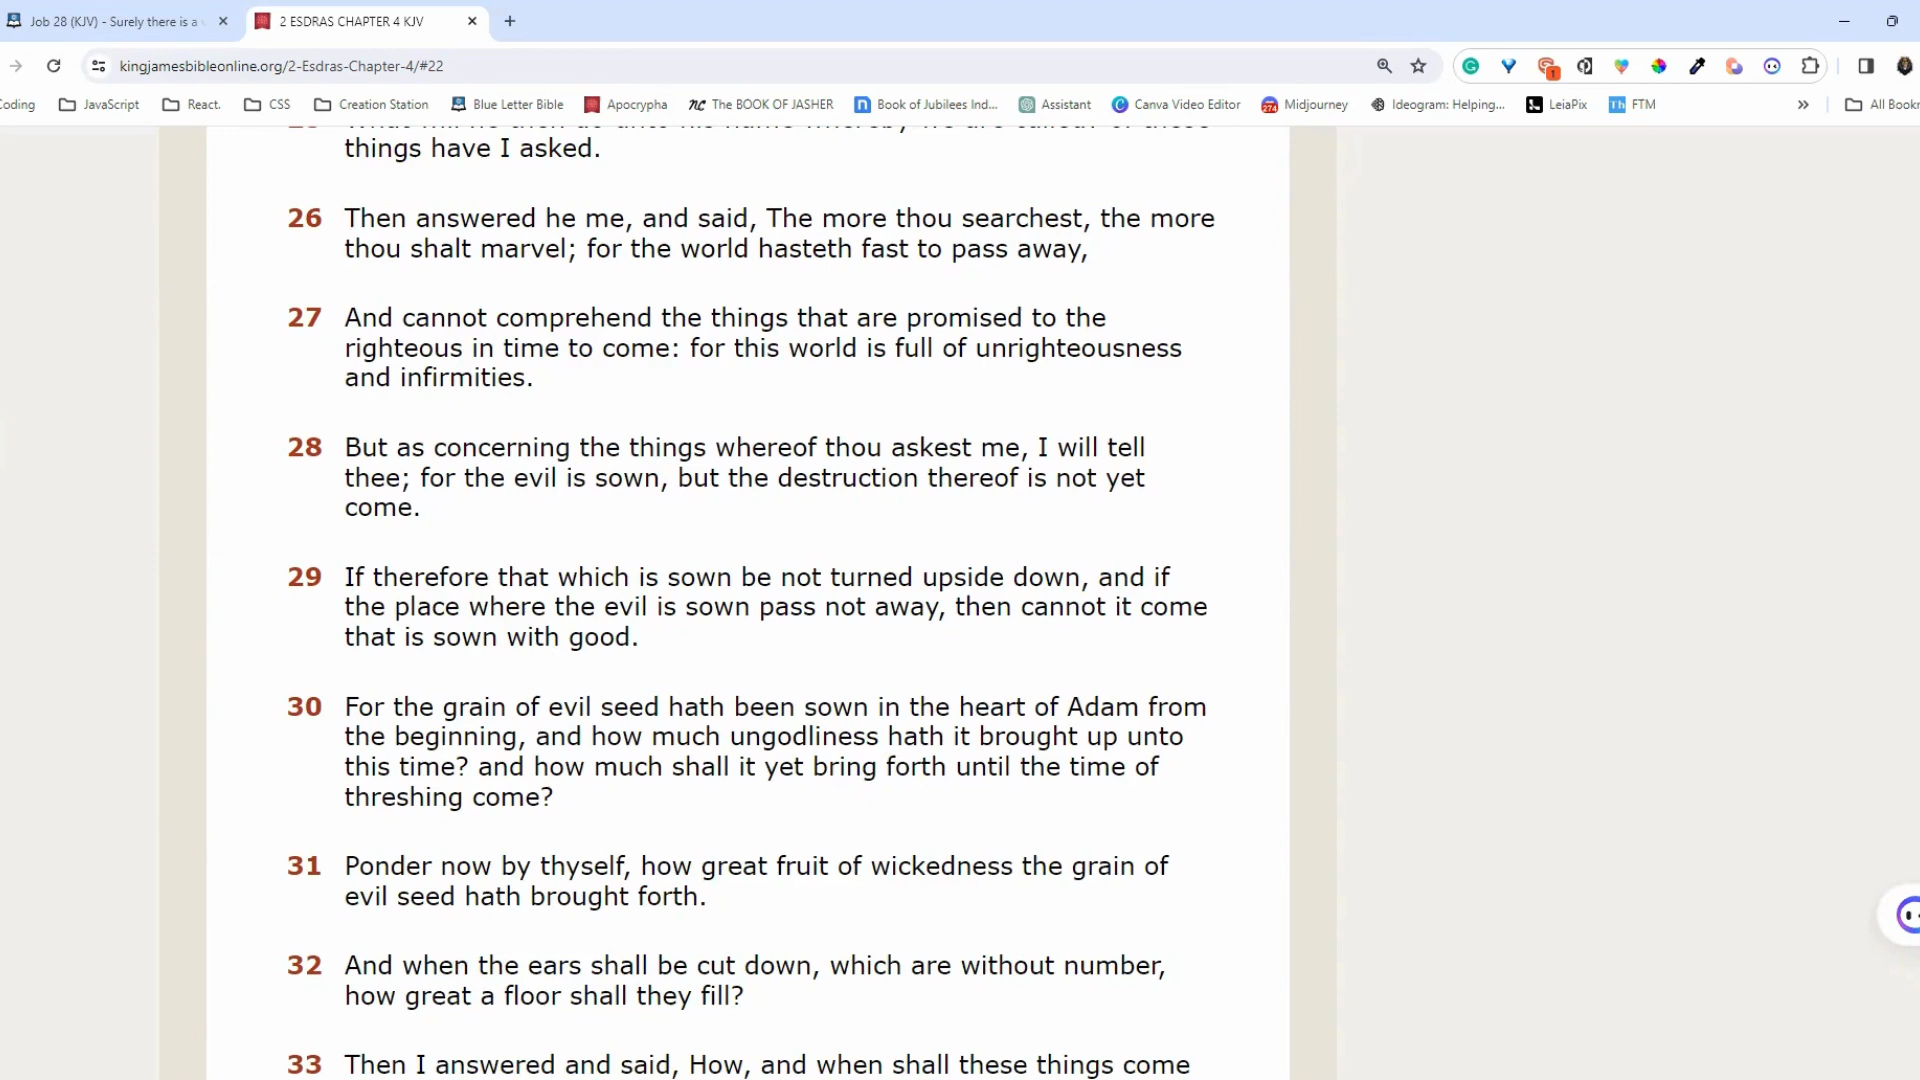 Job 28 (KJV) - Surely there is a
2 ESDRAS CHAPTER 4 KJV
kingjamesbibleonline.org/2-Esdras-Chapter-4/#22
1
oding
JavaScript
React.
CSS
Creation Station
Blue Letter Bible
Apocrypha
The BOOK OF JASHER
Book of Jubilees Ind...
Assistant
Canva Video Editor
274
Midjourney
Ideogram: Helping...
LeiaPix
Th FTM
»
All Book
things have I asked.
26 Then answered he me, and said, The more thou searchest, the more
thou shalt marvel; for the world hasteth fast to pass away,
27 And cannot comprehend the things that are promised to the
righteous in time to come: for this world is full of unrighteousness
and infirmities.
28 But as concerning the things whereof thou askest me, I will tell
thee; for the evil is sown, but the destruction thereof is not yet
come.
29 If therefore that which is sown be not turned upside down, and if
the place where the evil is sown pass not away, then cannot it come
that is sown with good.
30 For the grain of evil seed hath been sown in the heart of Adam from
the beginning, and how much ungodliness hath it brought up unto
this time? and how much shall it yet bring forth until the time of
threshing come?
31 Ponder now by thyself, how great fruit of wickedness the grain of
evil seed hath brought forth.
32 And when the ears shall be cut down, which are without number,
how great a floor shall they fill?
33 Then I answered and said, How, and when shall these things come